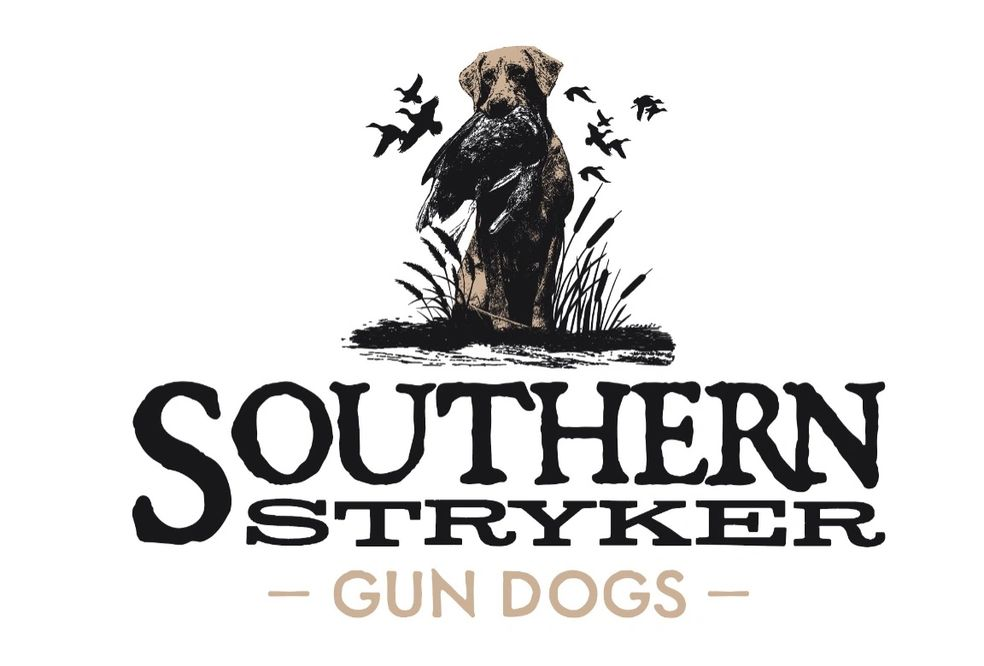 SOUTHERN
STRYKER
— GUN DOGS —